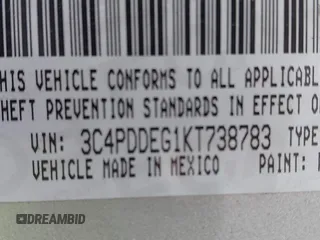 THIS VEHICLE CONFORMS TO ALL APPLICABL
THEFT PREVENTION STANDARDS IN EFFECT O
VIN: 3C4PDDEG1KT738783 TYPE
VEHICLE MADE IN MEXICO PAINT:
DREAMBID